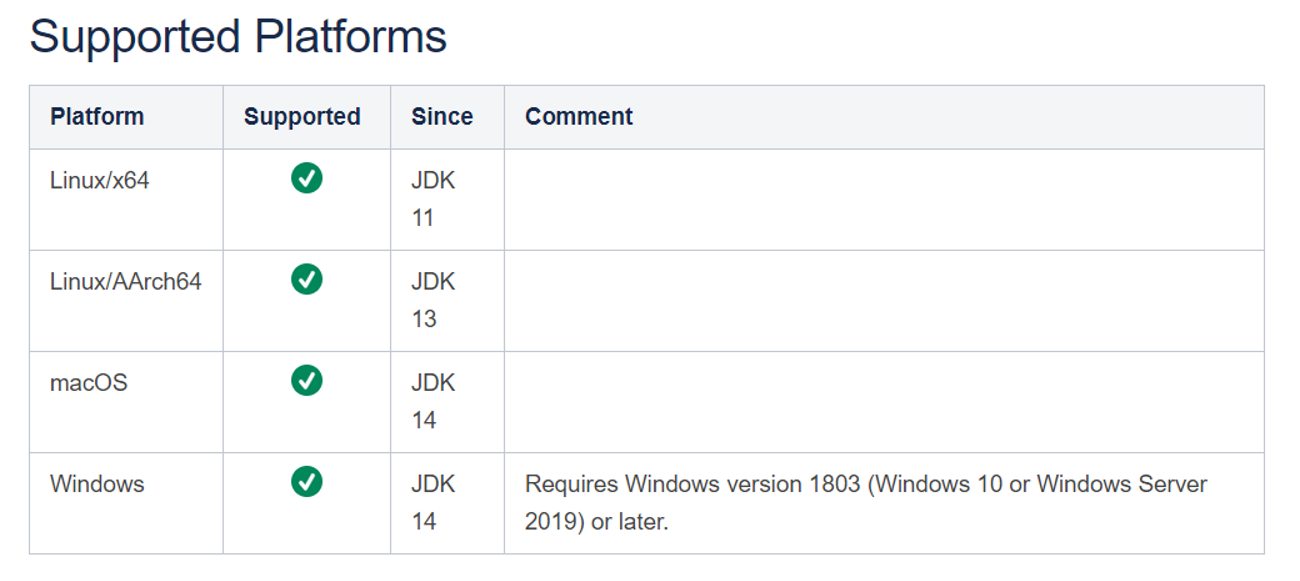 Supported Platforms
Platform Supported Since Comment
Linux/x64 JDK
11
Linux/AArch64 JDK
13
macOS JDK
14
Windows JDK Requires Windows version 1803 (Windows 10 or Windows Server
14 2019) or later.